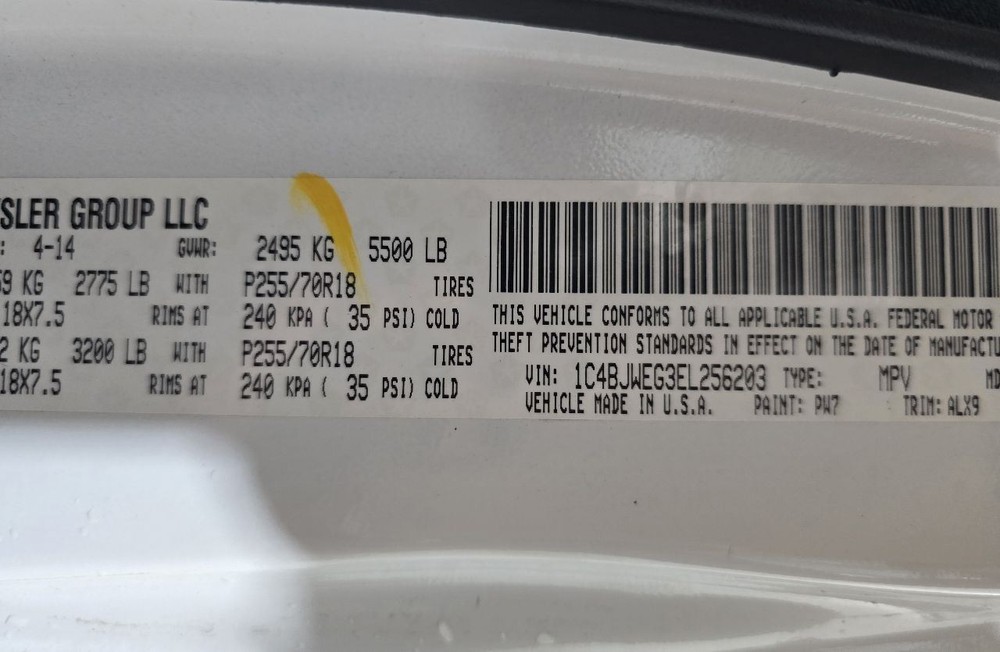 SLER GROUP LLC
: 4-14 GVWR: 2495 KG 5500 LB
59 KG 2775 LB WITH P255/70R18 TIRES
18X7.5 RIMS AT 240 KPA ( 35 PSI) COLD
2 KG 3200 LB WITH P255/70R18 TIRES
18X7.5 RIMS AT 240 KPA ( 35 PSI) COLD
THIS VEHICLE CONFORMS TO ALL APPLICABLE U.S.A. FEDERAL MOTOR
THEFT PREVENTION STANDARDS IN EFFECT ON THE DATE OF MANUFACTU
VIN: 1C4BJWEG3EL256203 TYPE: MPV MD
VEHICLE MADE IN U.S.A. PAINT: PW7 TRIM: ALX9